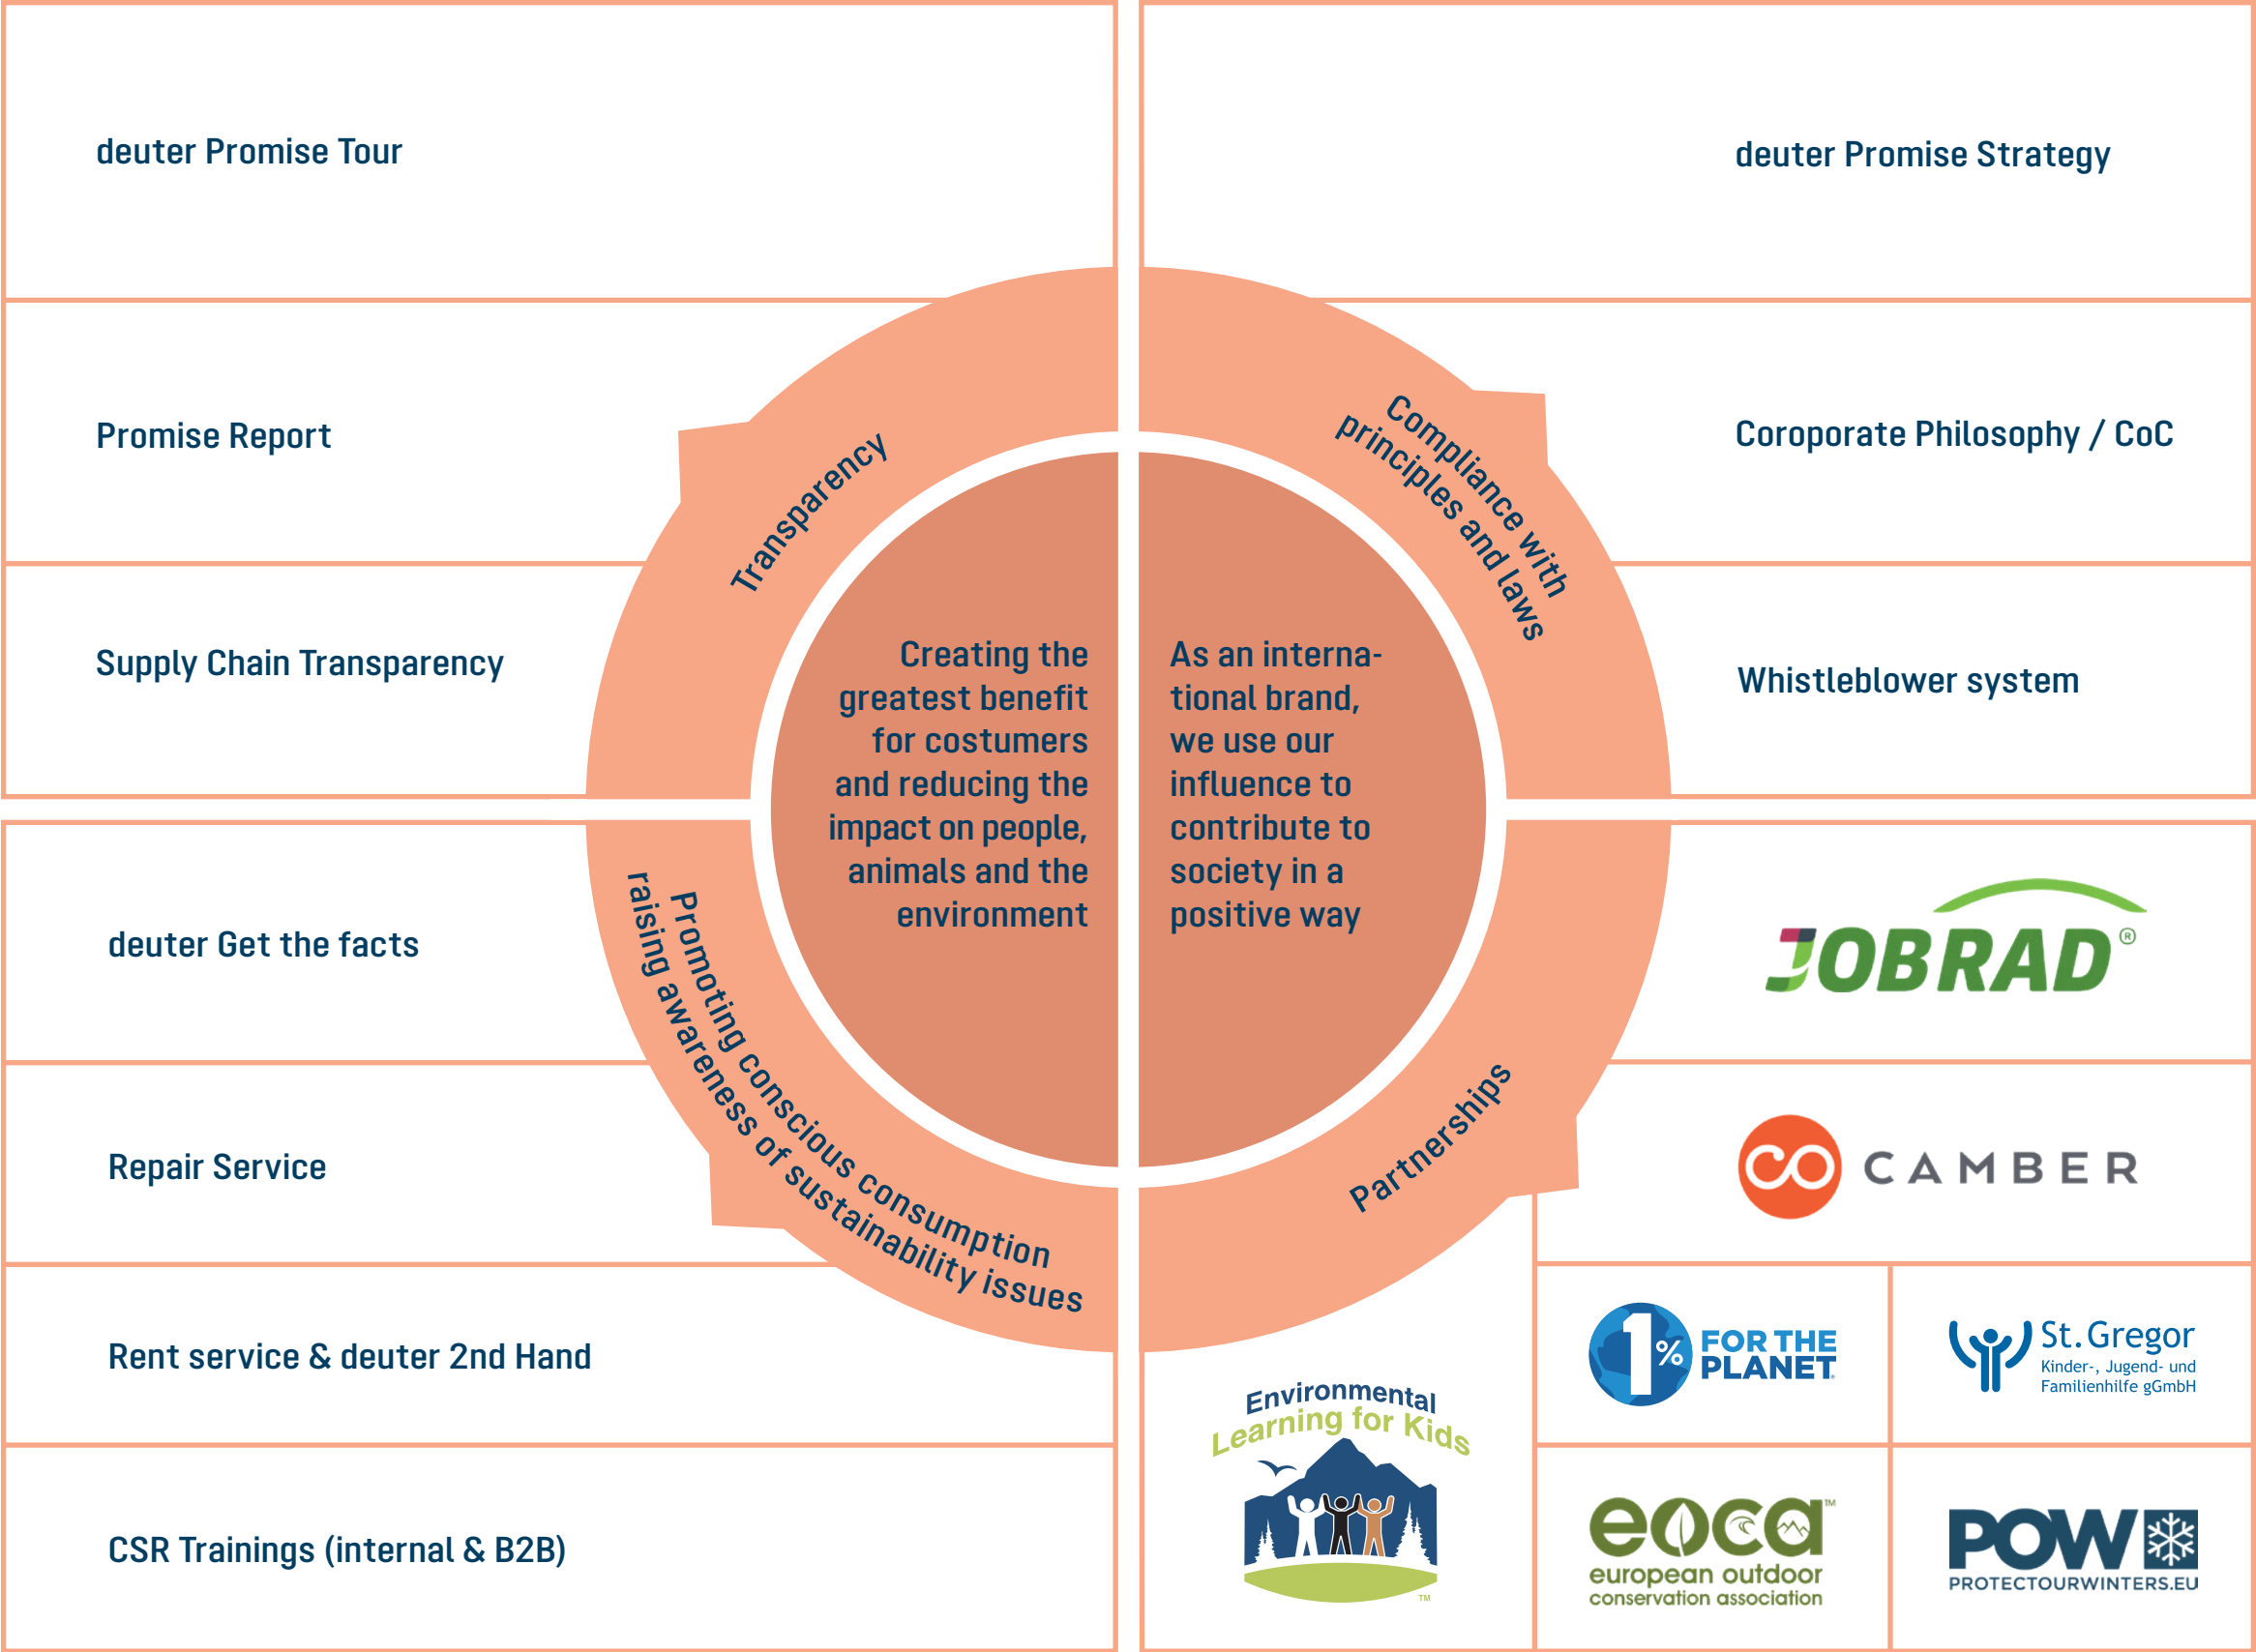 deuter Promise Tour
Promise Report
Supply Chain Transparency
Transparency
deuter Promise Strategy
Coroporate Philosophy / CoC
Whistleblower system
Compliance with
principles and laws
Creating the
greatest benefit
for costumers
and reducing the
impact on people,
animals and the
environment
As an interna-
tional brand,
we use our
influence to
contribute to
society in a
positive way
deuter Get the facts
Repair Service
Rent service & deuter 2nd Hand
CSR Trainings (internal & B2B)
Promoting conscious consumption
raising awareness of sustainability issues
Partnerships
JOBRAD®
CO CAMBER
1% FOR THE
PLANET®
St. Gregor
Kinder-, Jugend- und
Familienhilfe gGmbH
Environmental
Learning for Kids
TM
eoca™
european outdoor
conservation association
POW
PROTECTOURWINTERS.EU